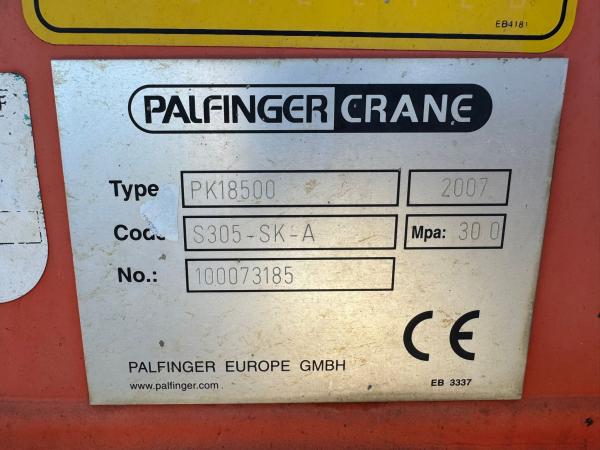 EB4181
PALFINGER CRANE
Type PK18500 2007
Code S305-SK-A Mpa: 30 0
No.: 100073185
PALFINGER EUROPE GMBH
www.palfinger.com
EB 3337